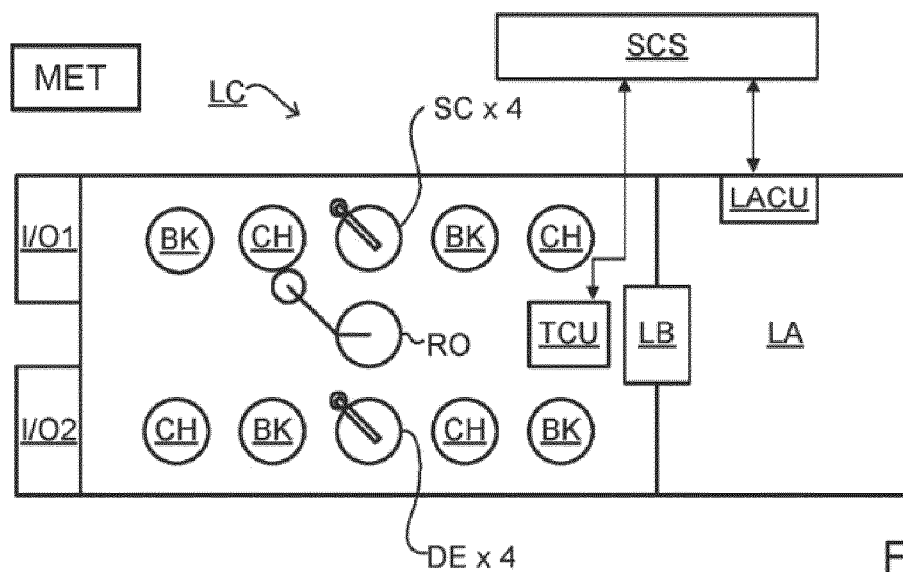 SCS
MET
LC
SC x 4
I/O1
BK
CH
BK
CH
LACU
RO
TCU
LB
LA
I/O2
CH
BK
CH
BK
DE x 4
F